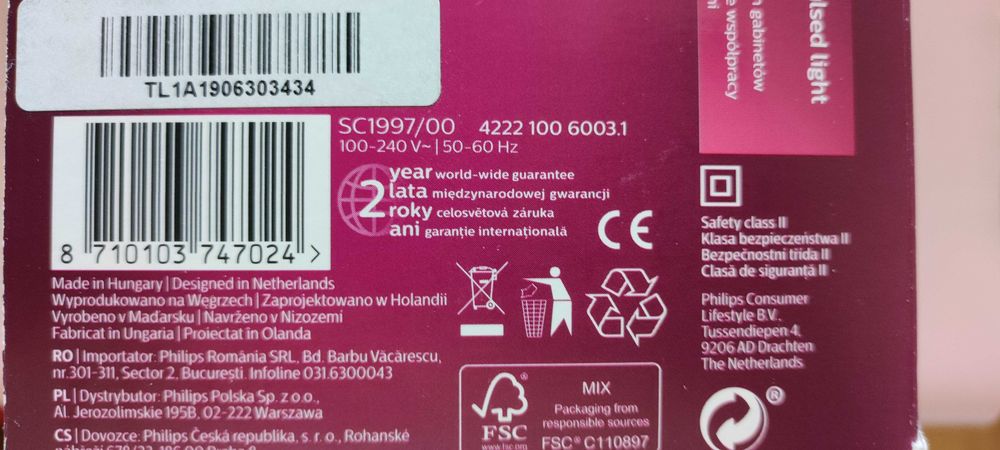 TL1A1906303434
8 710103 747024 >
SC1997/00 4222 100 6003.1
100-240 V~ | 50-60 Hz
2
year world-wide guarantee
lata międzynarodowej gwarancji
roky celosvětová záruka
ani garanție internațională
CE
Made in Hungary | Designed in Netherlands
Wyprodukowano na Węgrzech | Zaprojektowano w Holandii
Vyrobeno v Maďarsku | Navrženo v Nizozemí
Fabricat în Ungaria | Proiectat în Olanda
RO | Importator: Philips România SRL, Bd. Barbu Văcărescu,
nr.301-311, Sector 2, București. Infoline 031.6300043
PL | Dystrybutor: Philips Polska Sp. z o.o.,
Al. Jerozolimskie 195B, 02-222 Warszawa
CS | Dovozce: Philips Česká republika, s. r. o., Rohanské
FSC
www.fsc.org
MIX
Packaging from
responsible sources
FSC® C110897
lsed light
gabinetów
współpracy
Safety class II
Klasa bezpieczeństwa II
Bezpečnostní třída II
Clasă de siguranță II
Philips Consumer
Lifestyle B.V.
Tussendiepen 4,
9206 AD Drachten
The Netherlands
®